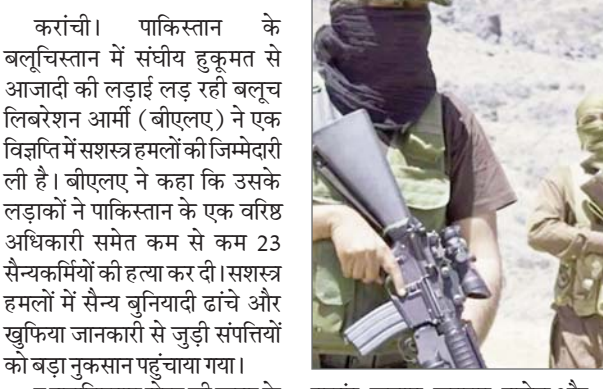 करांची। पाकिस्तान के
बलूचिस्तान में संघीय हुकूमत से
आजादी की लड़ाई लड़ रही बलूच
लिबरेशन आर्मी (बीएलए) ने एक
विज्ञप्ति में सशस्त्र हमलों की जिम्मेदारी
ली है। बीएलए ने कहा कि उसके
लड़ाकों ने पाकिस्तान के एक वरिष्ठ
अधिकारी समेत कम से कम 23
सैन्यकर्मियों की हत्या कर दी। सशस्त्र
हमलों में सैन्य बुनियादी ढांचे और
खुफिया जानकारी से जुड़ी संपत्तियों
को बड़ा नुकसान पहुंचाया गया।